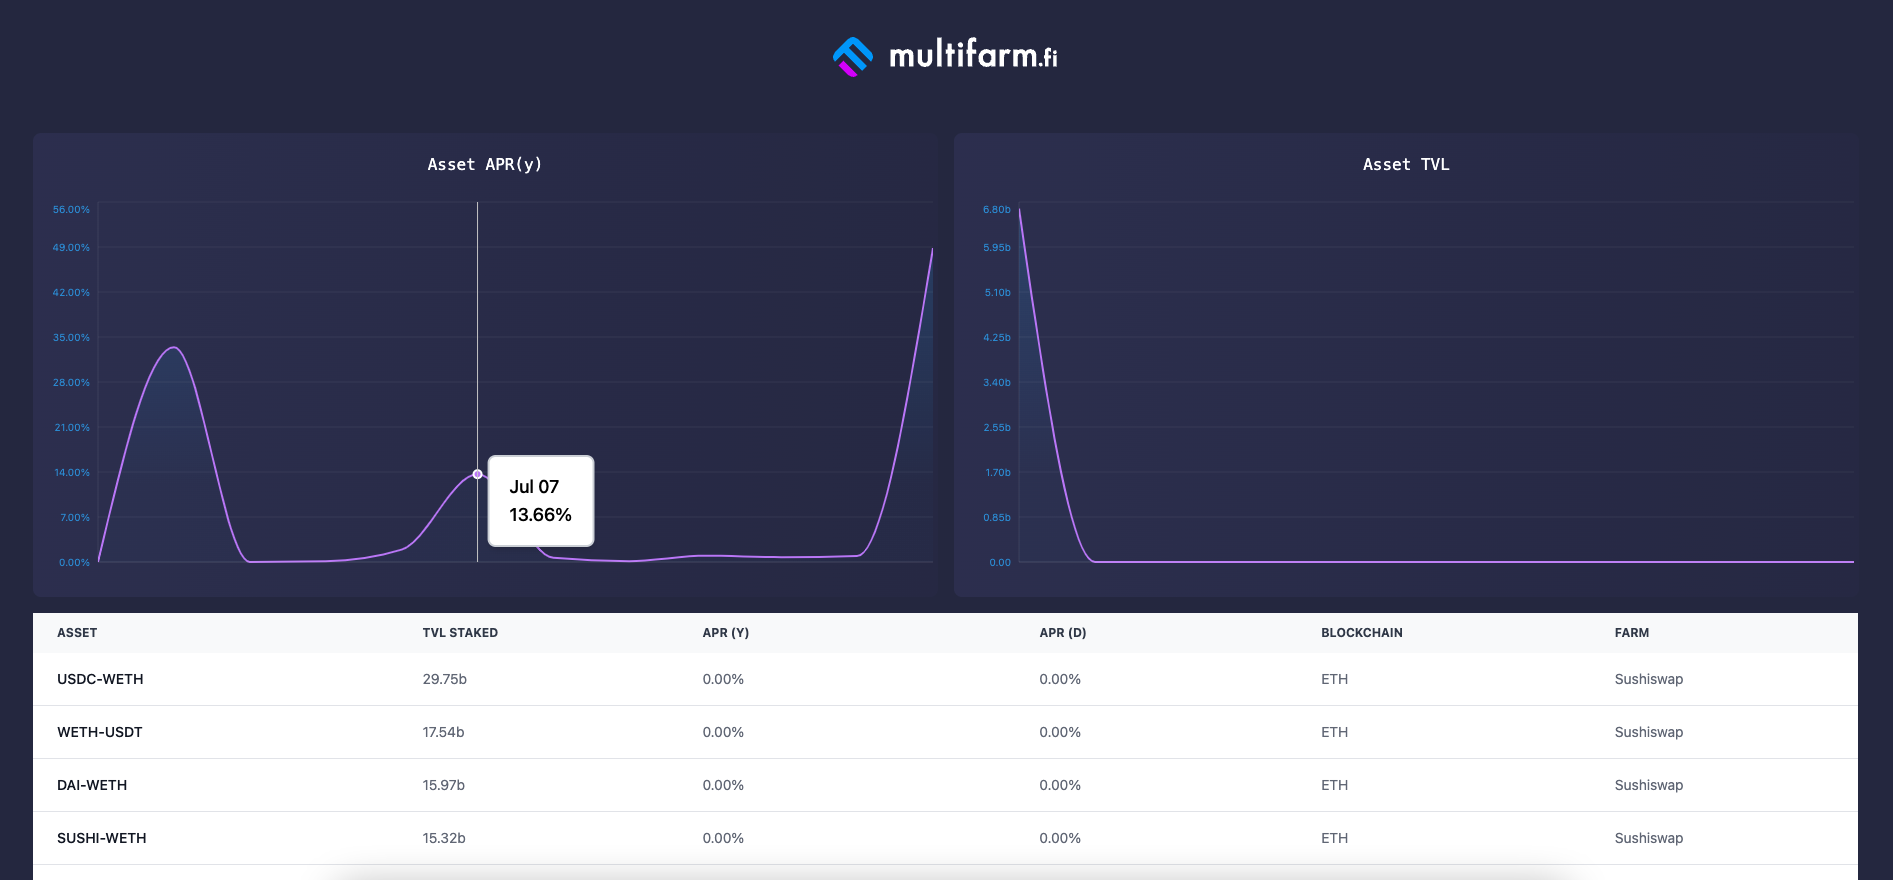 multifarm.fi
Asset APR(y)
56.00%
49.00%
42.00%
35.00%
28.00%
21.00%
14.00%
7.00%
0.00%
Jul 07
13.66%
Asset TVL
6.80b
5.95b
5.10b
4.25b
3.40b
2.55b
1.70b
0.85b
0.00
ASSET TVL STAKED APR (Y) APR (D) BLOCKCHAIN FARM
USDC-WETH 29.75b 0.00% 0.00% ETH Sushiswap
WETH-USDT 17.54b 0.00% 0.00% ETH Sushiswap
DAI-WETH 15.97b 0.00% 0.00% ETH Sushiswap
SUSHI-WETH 15.32b 0.00% 0.00% ETH Sushiswap